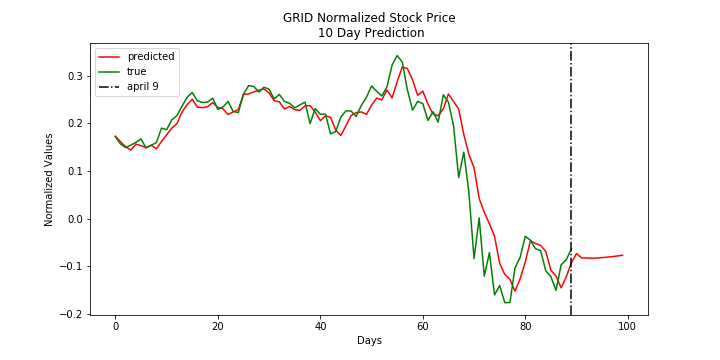 GRID Normalized Stock Price
10 Day Prediction
predicted
true
april 9
Normalized Values
0.3
0.2
0.1
0.0
−0.1
−0.2
0
20
40
60
80
100
Days